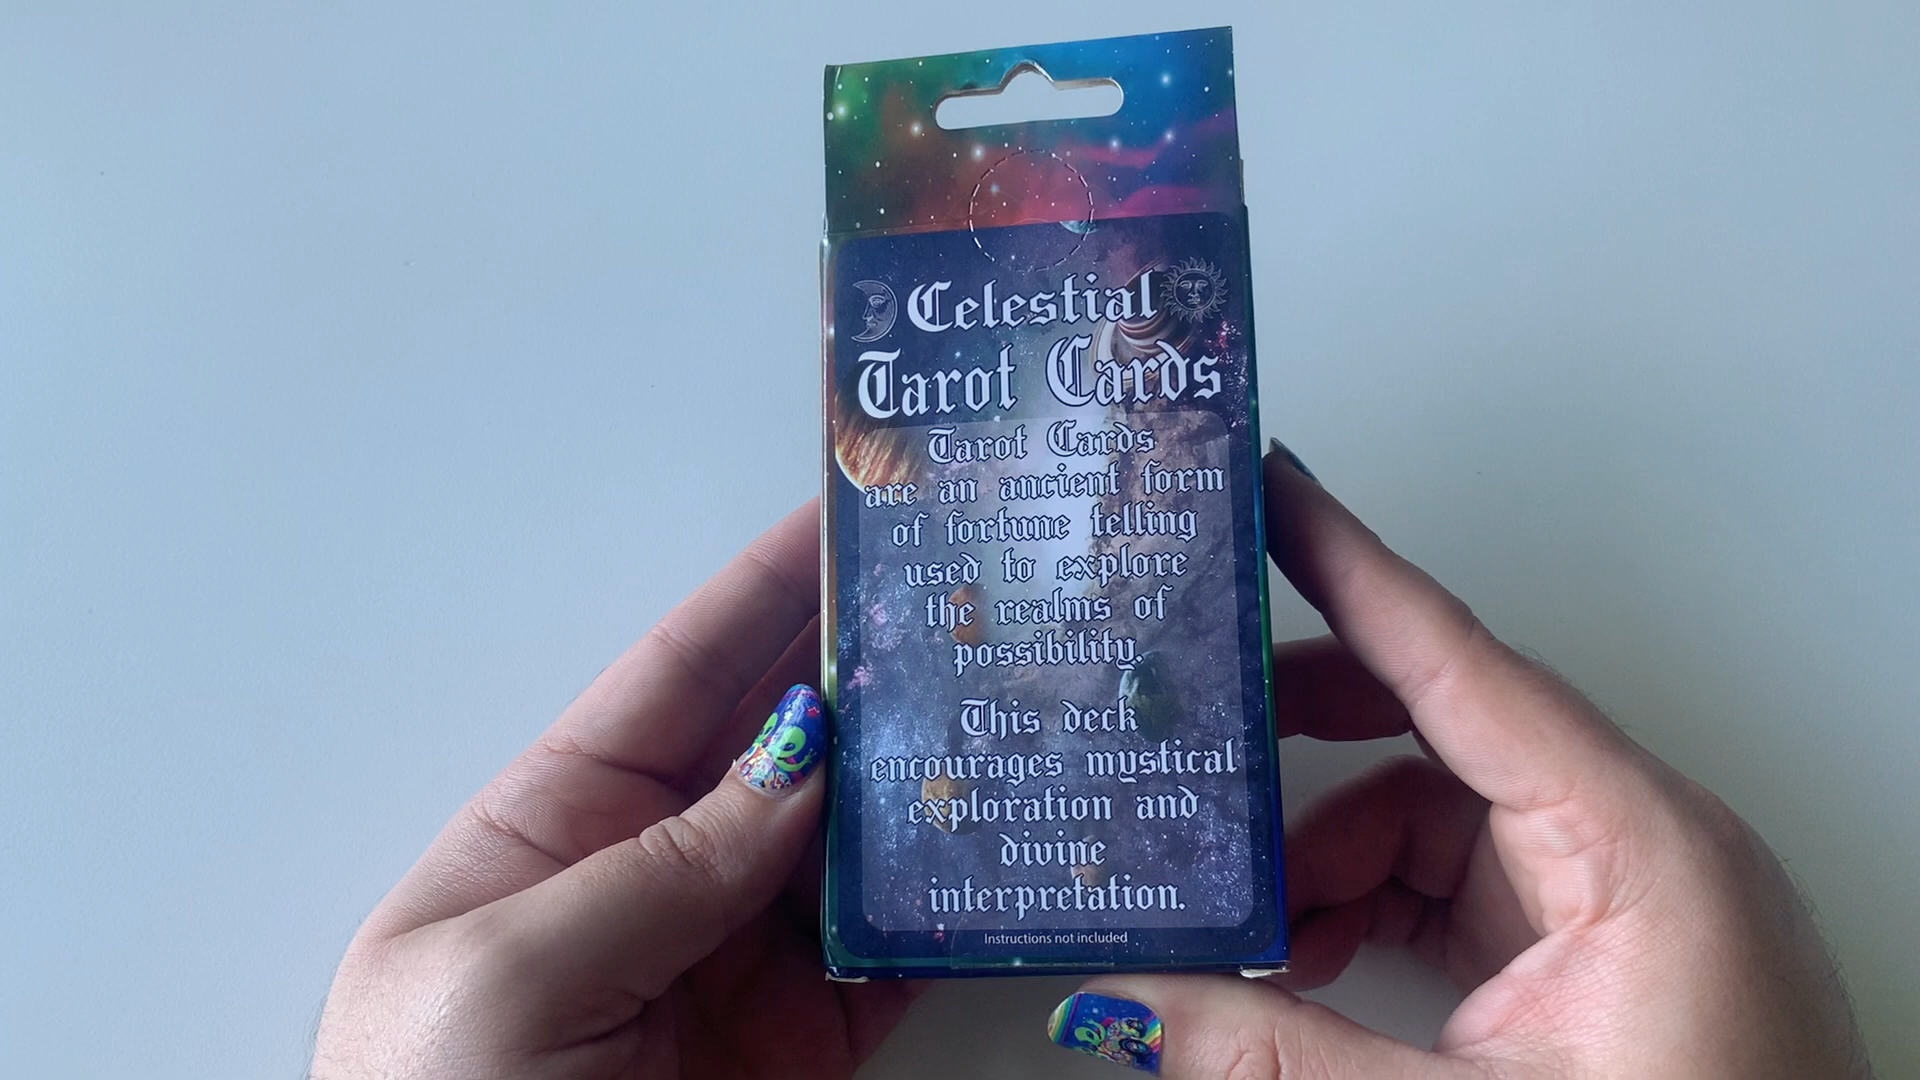 Celestial
Tarot Cards
Tarot Cards
are an ancient form
of fortune telling
used to explore
the realms of
possibility.
This deck
encourages mystical
exploration and
divine
interpretation.
Instructions not included